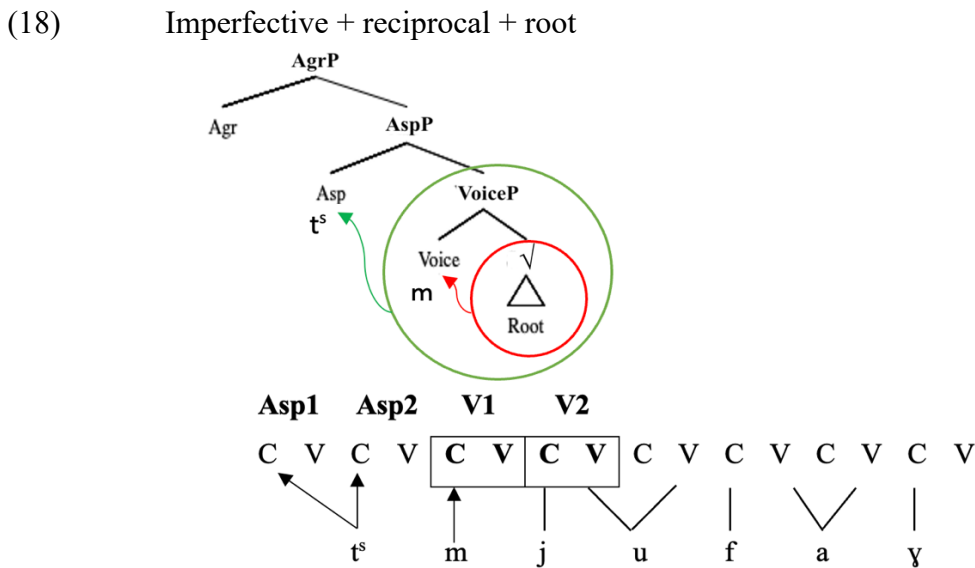 (18) Imperfective + reciprocal + root
AgrP
Agr AspP
Asp VoiceP
tˢ
Voice √
m
Root
Asp1 Asp2 V1 V2
C V C V C V C V C V C V C V C V
tˢ m j u f a ɣ